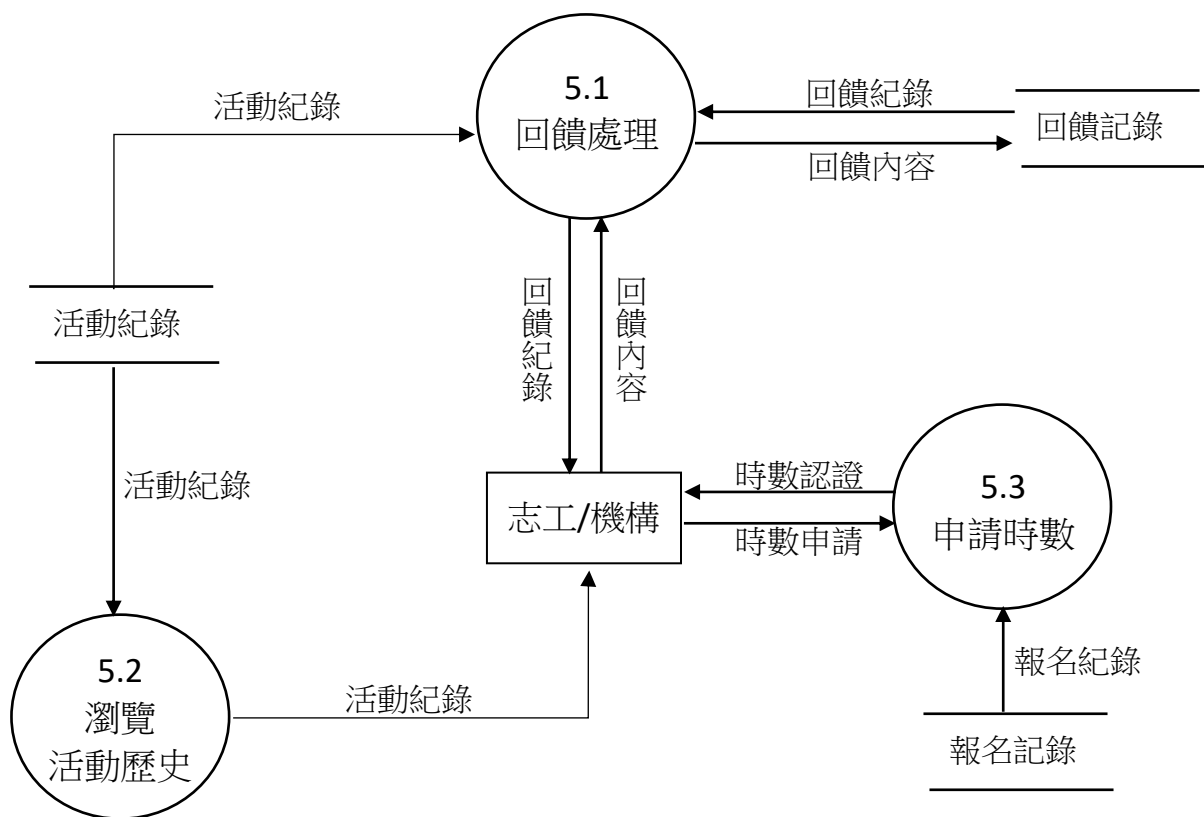 5.1
回饋處理
活動紀錄
回饋紀錄
回饋記錄
回饋內容
活動紀錄
回饋紀錄
回饋內容
活動紀錄
時數認證
志工/機構
時數申請
5.3
申請時數
5.2
瀏覽
活動歷史
活動紀錄
報名紀錄
報名記錄